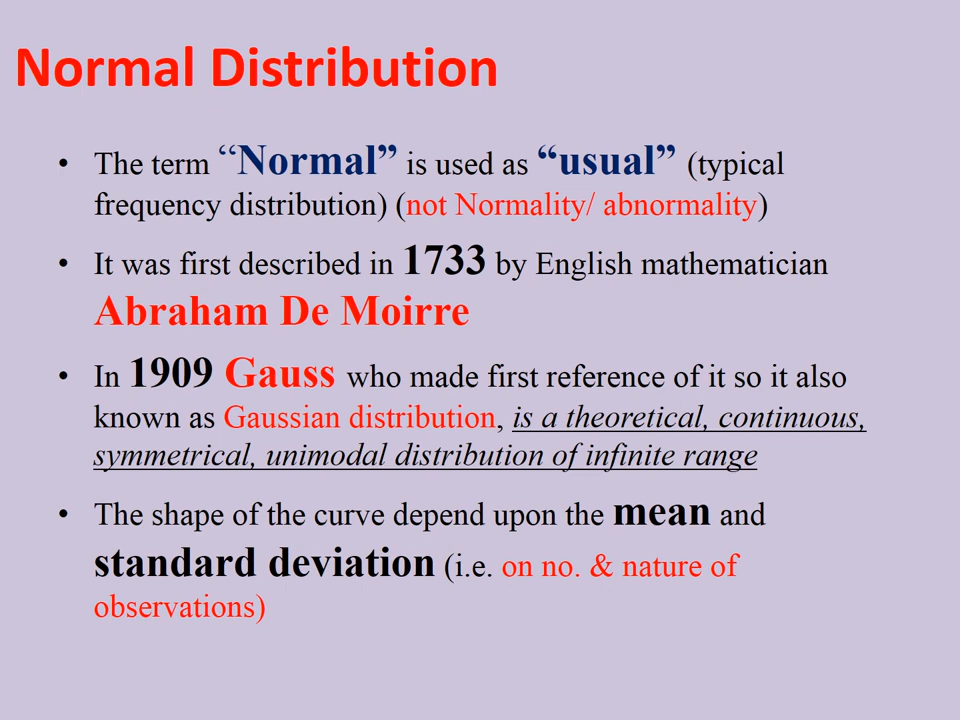 Normal Distribution
• The term “Normal” is used as “usual” (typical
frequency distribution) (not Normality/ abnormality)
• It was first described in 1733 by English mathematician
Abraham De Moirre
• In 1909 Gauss who made first reference of it so it also
known as Gaussian distribution, is a theoretical, continuous,
symmetrical, unimodal distribution of infinite range
• The shape of the curve depend upon the mean and
standard deviation (i.e. on no. & nature of
observations)